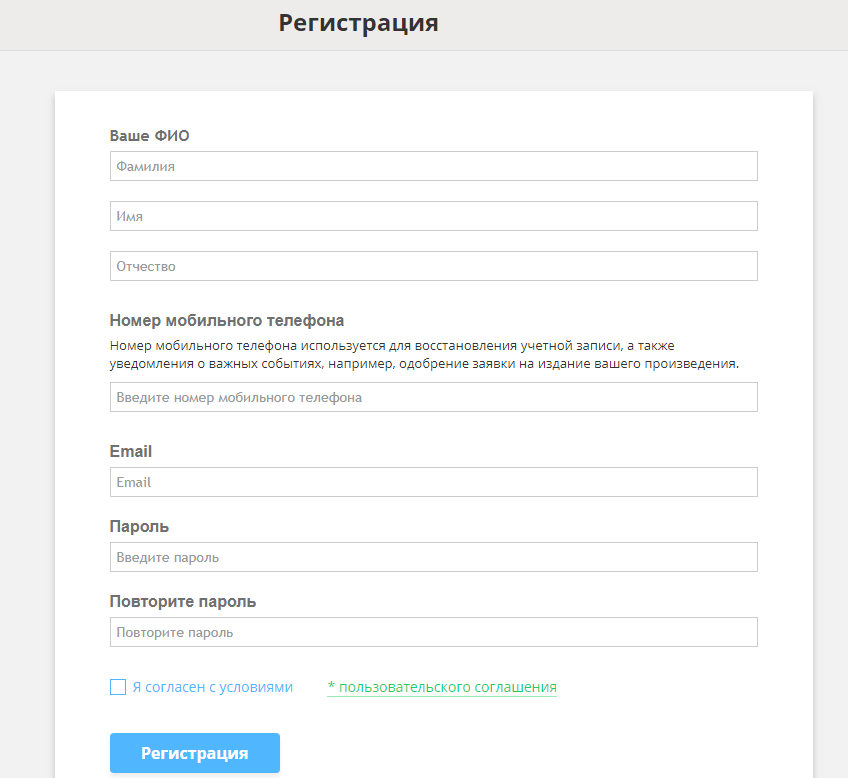 Регистрация
Ваше ФИО
Фамилия
Имя
Отчество
Номер мобильного телефона
Номер мобильного телефона используется для восстановления учетной записи, а также
уведомления о важных событиях, например, одобрение заявки на издание вашего произведения.
Введите номер мобильного телефона
Email
Email
Пароль
Введите пароль
Повторите пароль
Повторите пароль
Я согласен с условиями * пользовательского соглашения
Регистрация